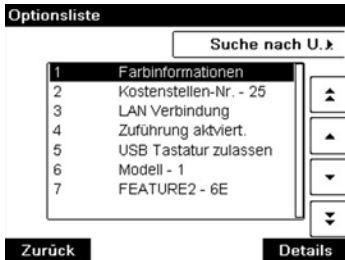 Optionsliste
Suche nach U.
1 Farbinformationen
2 Kostenstellen-Nr. - 25
3 LAN Verbindung
4 Zuführung aktviert.
5 USB Tastatur zulassen
6 Modell - 1
7 FEATURE2 - 6E
Zurück Details